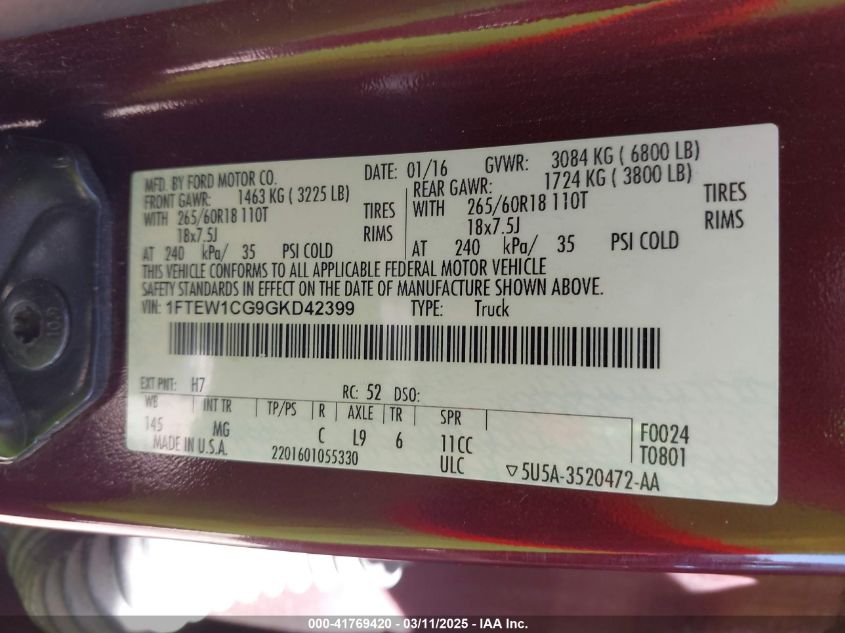 MFD. BY FORD MOTOR CO.
DATE: 01/16 GVWR: 3084 KG ( 6800 LB)
FRONT GAWR: 1463 KG ( 3225 LB) REAR GAWR: 1724 KG ( 3800 LB)
WITH 265/60R18 110T TIRES WITH 265/60R18 110T TIRES
18x7.5J RIMS 18x7.5J RIMS
AT 240 kPa/ 35 PSI COLD AT 240 kPa/ 35 PSI COLD
THIS VEHICLE CONFORMS TO ALL APPLICABLE FEDERAL MOTOR VEHICLE
SAFETY STANDARDS IN EFFECT ON THE DATE OF MANUFACTURE SHOWN ABOVE.
VIN: 1FTEW1CG9GKD42399 TYPE: Truck
EXT PNT: H7 RC: 52 DSO:
WB INT TR TP/PS R AXLE TR SPR
145 MG C L9 6 11CC F0024
MADE IN U.S.A. 2201601055330 ULC T0801
▽5U5A-3520472-AA
000-41769420 - 03/11/2025 - IAA Inc.